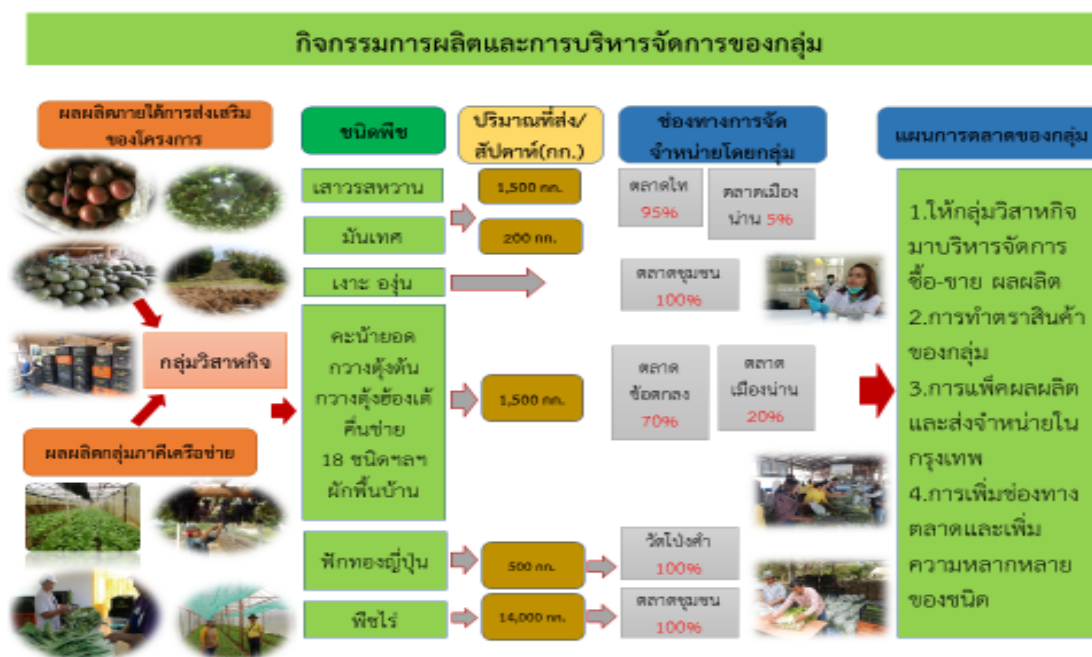 กิจกรรมการผลิตและการบริหารจัดการของกลุ่ม
ผลผลิตภายใต้การส่งเสริม
ของโครงการ
ชนิดพืช
ปริมาณที่ส่ง/
สัปดาห์(กก.)
ช่องทางการจัด
จำหน่ายโดยกลุ่ม
แผนการตลาดของกลุ่ม
เสาวรสหวาน
1,500 กก.
ตลาดไท
95%
ตลาดเมือง
น่าน 5%
มันเทศ
200 กก.
เงาะ องุ่น
ตลาดชุมชน
100%
กลุ่มวิสาหกิจ
ผลผลิตกลุ่มภาคีเครือข่าย
คะน้ายอด
กวางตุ้งต้น
กวางตุ้งฮ่องเต้
คื่นช่าย
18 ชนิดฯลฯ
ผักพื้นบ้าน
1,500 กก.
ตลาด
ข้อตกลง
70%
ตลาด
เมืองน่าน
20%
ฟักทองญี่ปุ่น
500 กก.
วัดโป่งคำ
100%
พืชไร่
14,000 กก.
ตลาดชุมชน
100%
1.ให้กลุ่มวิสาหกิจ
มาบริหารจัดการ
ซื้อ-ขาย ผลผลิต
2.การทำตราสินค้า
ของกลุ่ม
3.การแพ็คผลผลิต
และส่งจำหน่ายใน
กรุงเทพ
4.การเพิ่มช่องทาง
ตลาดและเพิ่ม
ความหลากหลาย
ของชนิด